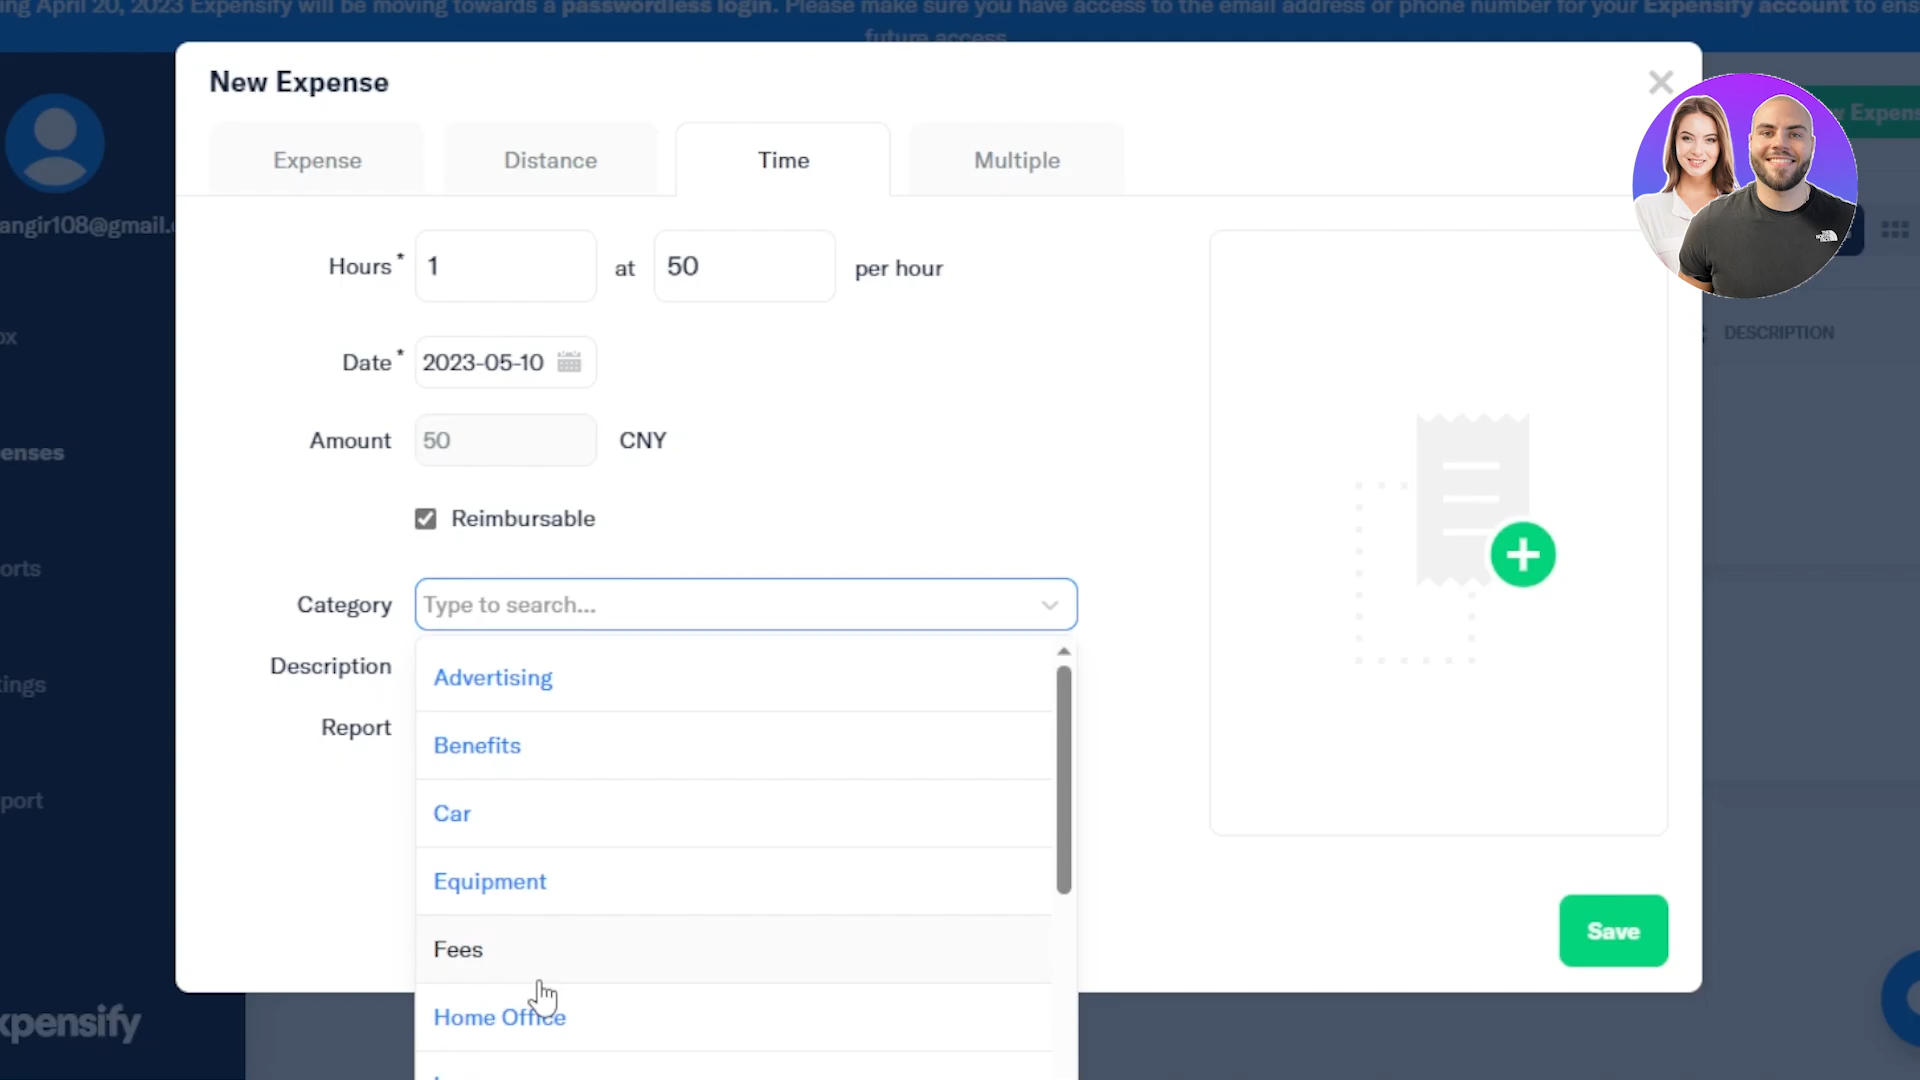 ing April 20, 2023 Expensify will be moving towards a passwordless login. Please make sure you have access to the email address or phone number for your Expensify account to ens
future access
New Expense
w Expens
Expense Distance Time Multiple
angir108@gmail.
Hours * 1 at 50 per hour
ox
DESCRIPTION
Date * 2023-05-10
Amount 50 CNY
enses
Reimbursable
orts
Category Type to search...
Description
Advertising
ings
Report
Benefits
port
Car
Equipment
Save
Fees
Home Office
xpensify